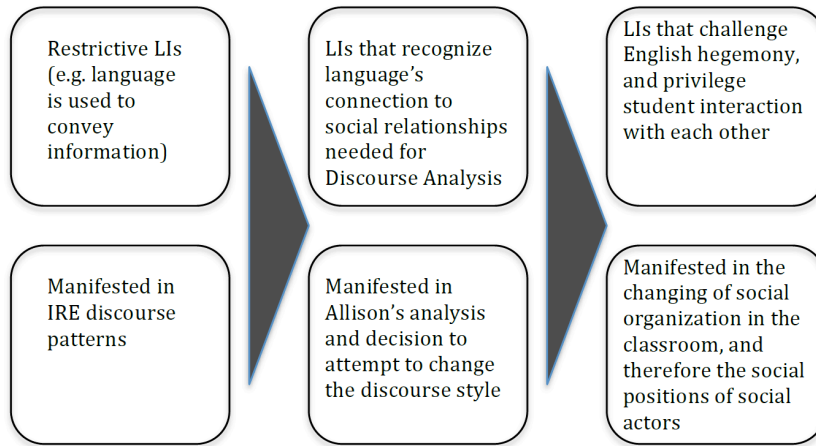 Restrictive LIs
(e.g. language
is used to
convey
information)
LIs that recognize
language’s
connection to
social relationships
needed for
Discourse Analysis
LIs that challenge
English hegemony,
and privilege
student interaction
with each other
Manifested in
IRE discourse
patterns
Manifested in
Allison’s analysis
and decision to
attempt to change
the discourse style
Manifested in the
changing of social
organization in the
classroom, and
therefore the social
positions of social
actors